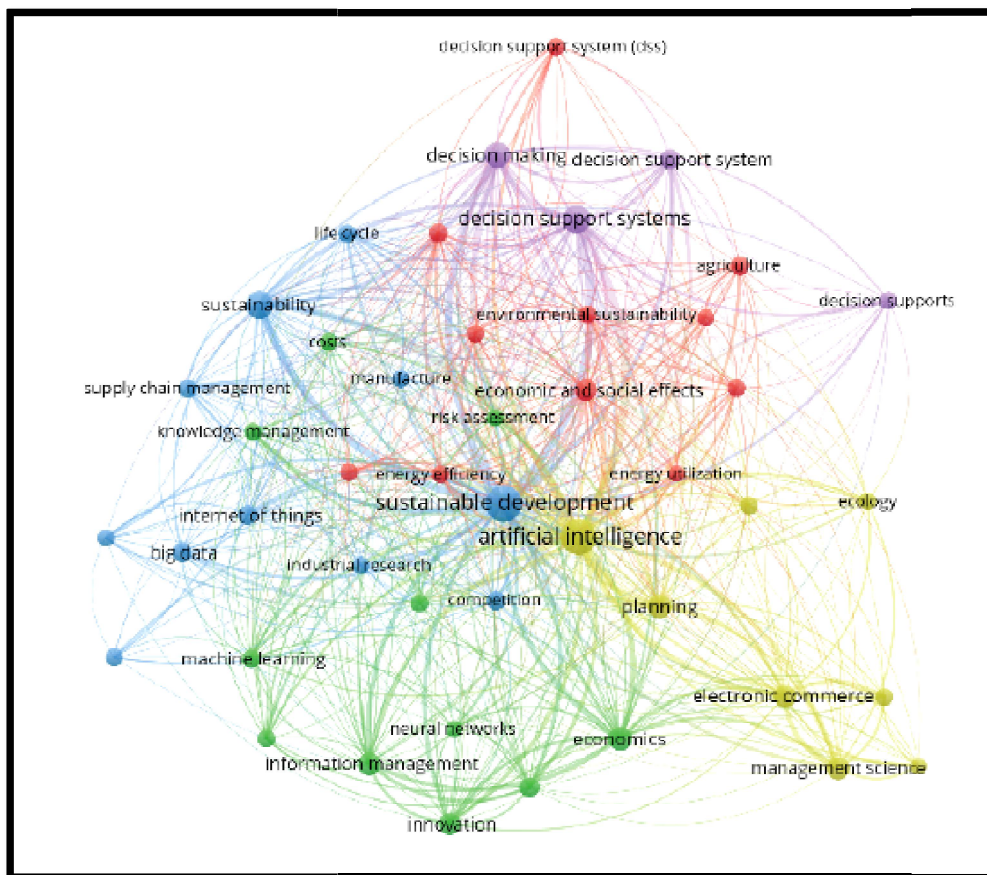 decision support system (dss)
decision making
decision support system
decision support systems
life cycle
agriculture
sustainability
decision supports
environmental sustainability
costs
manufacture
supply chain management
economic and social effects
risk assessment
knowledge management
energy efficiency
energy utilization
sustainable development
ecology
internet of things
artificial intelligence
big data
industrial research
competition
planning
machine learning
electronic commerce
neural networks
economics
information management
management science
innovation